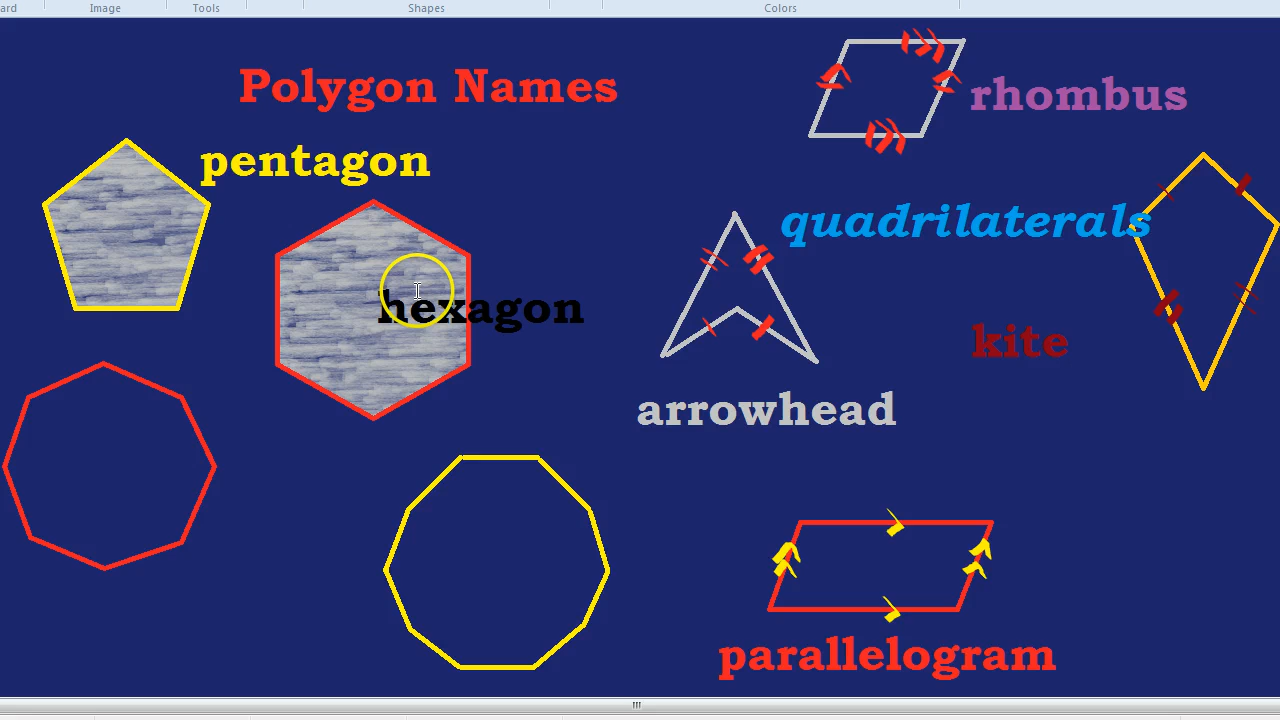 ard Image Tools Shapes Colors
Polygon Names
rhombus
pentagon
quadrilaterals
hexagon
kite
arrowhead
parallelogram